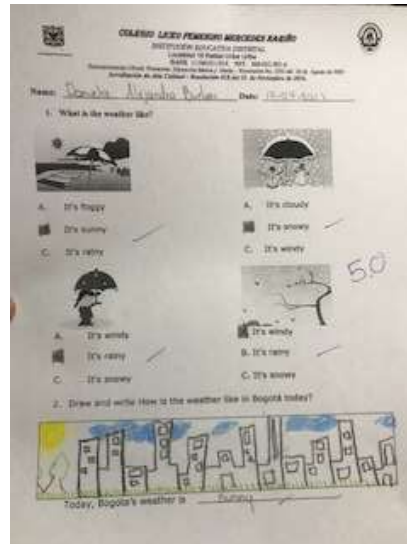 COLEGIO LICEO FEMENINO MERCEDES NARIÑO
INSTITUCIÓN EDUCATIVA DISTRITAL
Name: Alejandra Date:
1. What is the weather like?
A. It's foggy
It's sunny
C. It's rainy
A. It's cloudy
It's snowy
C. It's windy
A. It's windy
It's rainy
C. It's snowy
It's windy
B. It's rainy
C. It's snowy
5.0
2. Draw and write How is the weather like in Bogotá today?
Today, Bogota's weather is Sunny